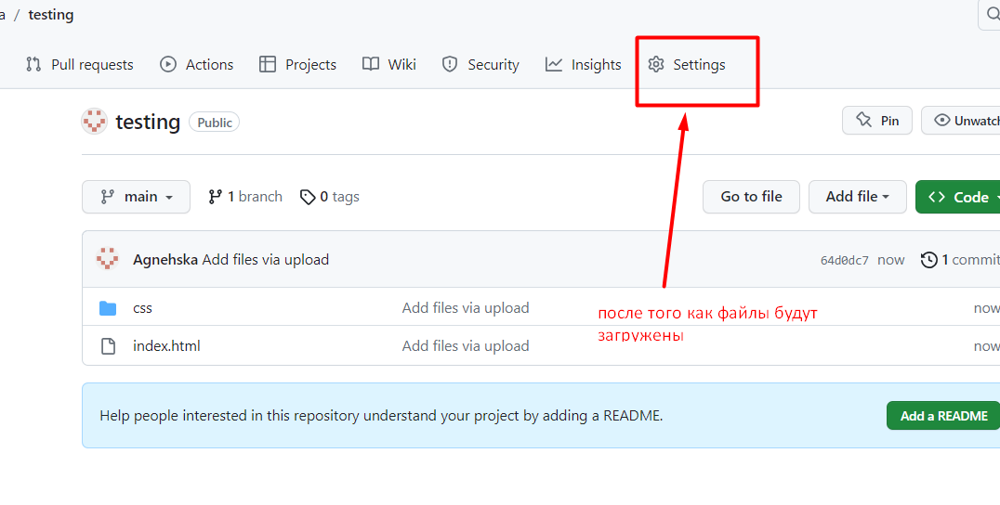 a / testing
Pull requests Actions Projects Wiki Security Insights Settings
testing Public Pin Unwatch
main 1 branch 0 tags Go to file Add file <> Code
Agnehska Add files via upload 64d0dc7 now 1 commit
css Add files via upload now
после того как файлы будут
загружены
index.html Add files via upload now
Help people interested in this repository understand your project by adding a README. Add a README